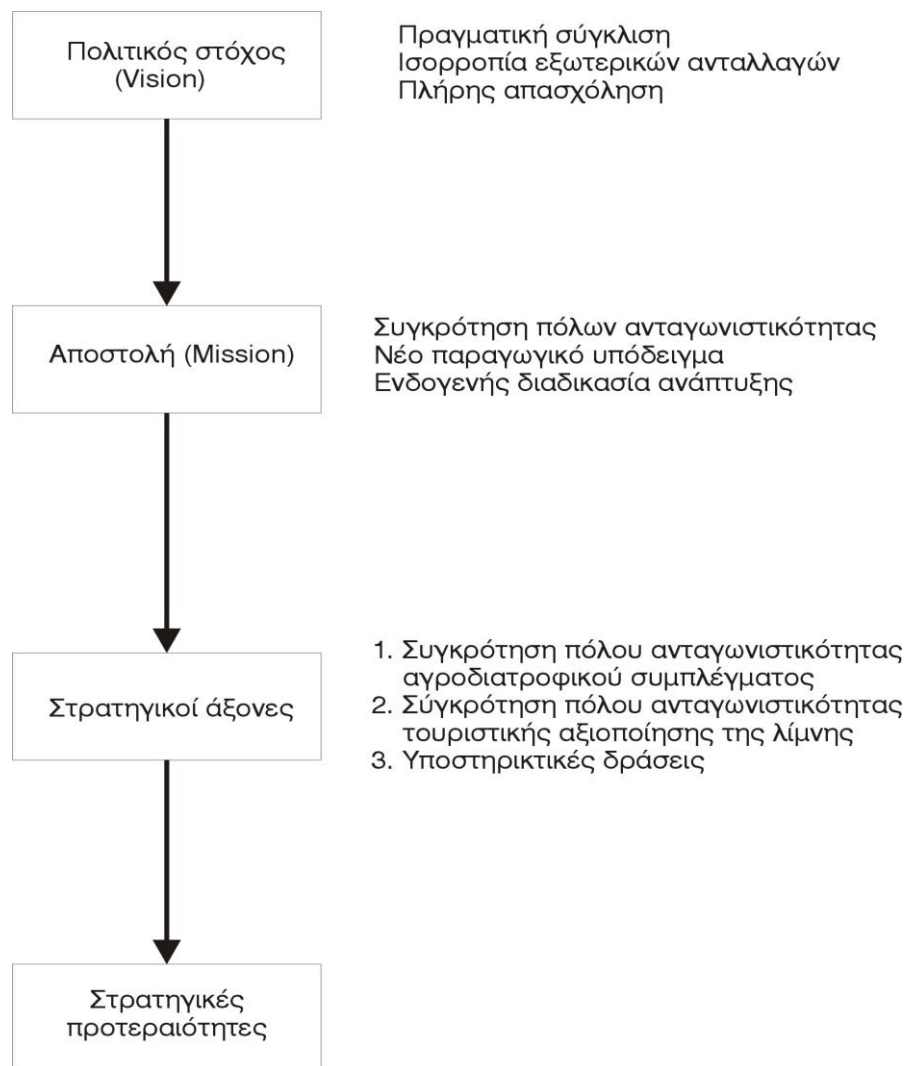 Πολιτικός στόχος
(Vision)
Πραγματική σύγκλιση
Ισορροπία εξωτερικών ανταλλαγών
Πλήρης απασχόληση
Αποστολή (Mission)
Συγκρότηση πόλων ανταγωνιστικότητας
Νέο παραγωγικό υπόδειγμα
Ενδογενής διαδικασία ανάπτυξης
Στρατηγικοί άξονες
1. Συγκρότηση πόλου ανταγωνιστικότητας
αγροδιατροφικού συμπλέγματος
2. Σύγκρότηση πόλου ανταγωνιστικότητας
τουριστικής αξιοποίησης της λίμνης
3. Υποστηρικτικές δράσεις
Στρατηγικές
προτεραιότητες